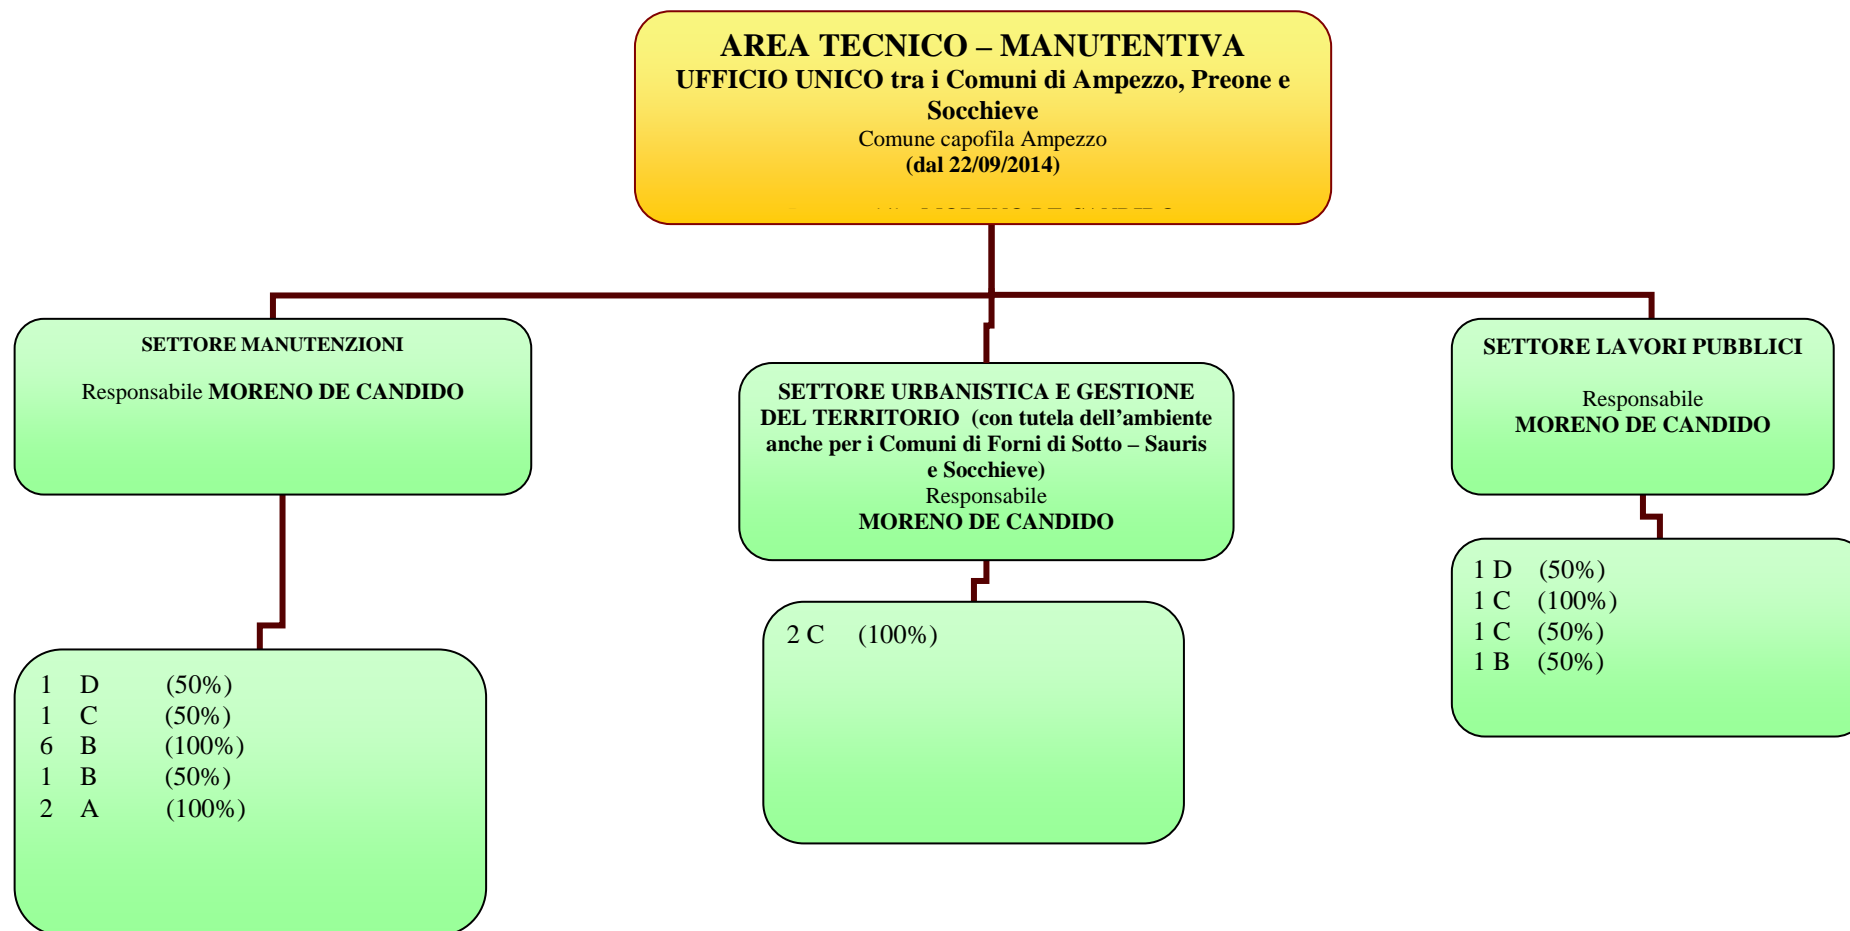 AREA TECNICO – MANUTENTIVA
UFFICIO UNICO tra i Comuni di Ampezzo, Preone e
Socchieve
Comune capofila Ampezzo
(dal 22/09/2014)
MORENO DE CANDIDO
SETTORE MANUTENZIONI
Responsabile MORENO DE CANDIDO
SETTORE URBANISTICA E GESTIONE
DEL TERRITORIO (con tutela dell’ambiente
anche per i Comuni di Forni di Sotto – Sauris
e Socchieve)
Responsabile
MORENO DE CANDIDO
SETTORE LAVORI PUBBLICI
Responsabile
MORENO DE CANDIDO
1 D (50%)
1 C (50%)
6 B (100%)
1 B (50%)
2 A (100%)
2 C (100%)
1 D (50%)
1 C (100%)
1 C (50%)
1 B (50%)